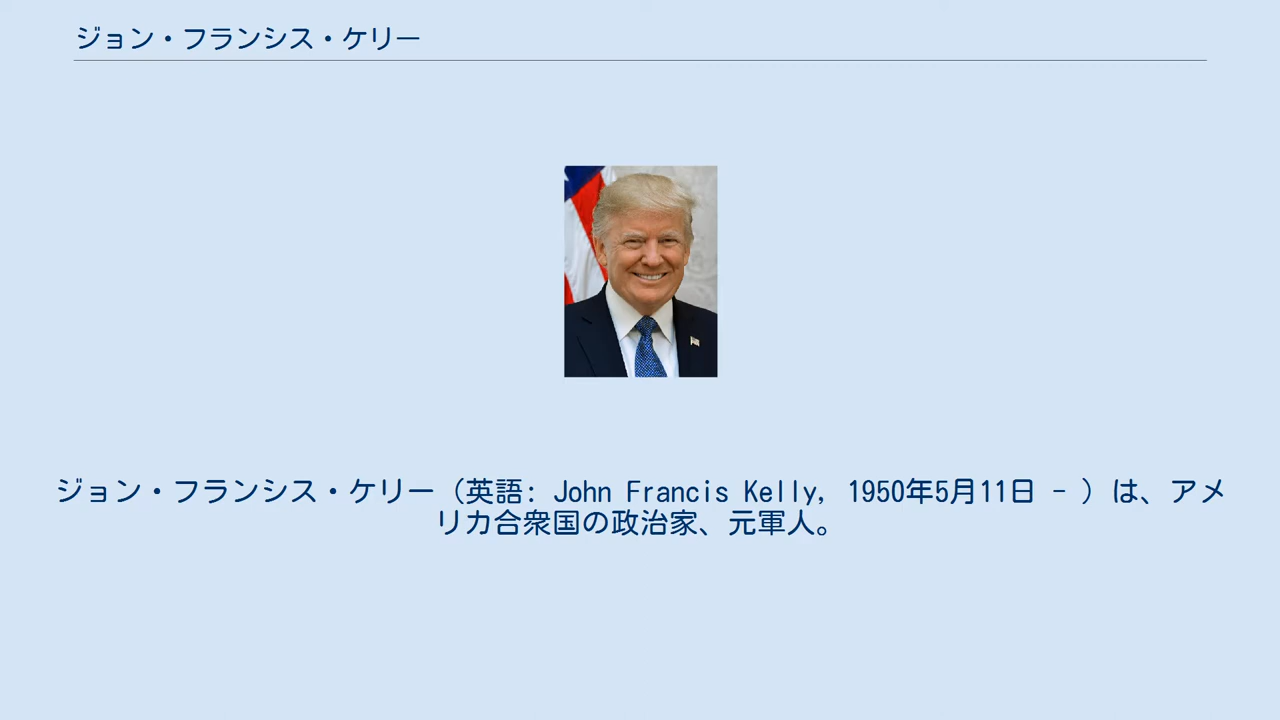 ジョン・フランシス・ケリー
ジョン・フランシス・ケリー（英語: John Francis Kelly, 1950年5月11日 - ）は、アメ
リカ合衆国の政治家、元軍人。